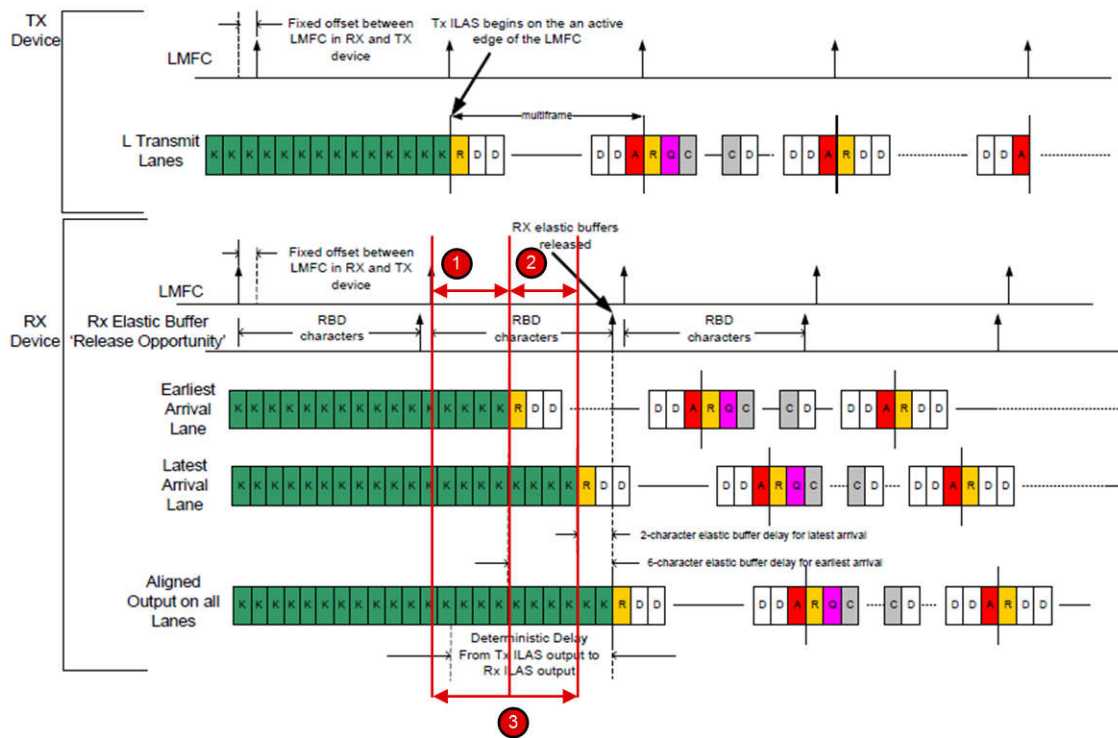 TX
Device
Fixed offset between
LMFC in RX and TX
device
Tx ILAS begins on the an active
edge of the LMFC
LMFC
multiframe
L Transmit
Lanes
K K K K K K K K K K K K K K R D D D D A R Q C C D D D A R D D D D A
RX
Device
Fixed offset between
LMFC in RX and TX
device
RX elastic buffers
released
1
2
LMFC
Rx Elastic Buffer
'Release Opportunity'
RBD
characters
RBD
characters
RBD
characters
Earliest
Arrival
Lane
K K K K K K K K K K K K K K K K R D D D D A R Q C C D D D A R D D
Latest
Arrival
Lane
K K K K K K K K K K K K K K K K K K K K R D D D D A R Q C C D D D A R D D
2-character elastic buffer delay for latest arrival
6-character elastic buffer delay for earliest arrival
Aligned
Output on all
Lanes
K K K K K K K K K K K K K K K K K K K K K K R D D D D A R Q C C D D D A R D D
Deterministic Delay
From Tx ILAS output to
Rx ILAS output
3